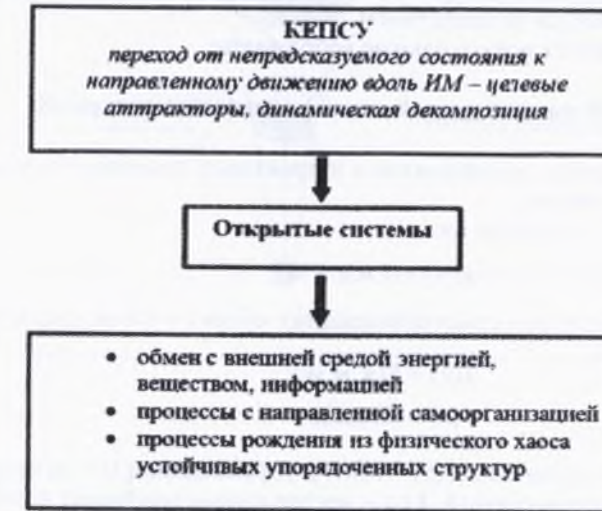 КЕПСУ
переход от непредсказуемого состояния к
направленному движению вдоль ИМ – целевые
аттракторы, динамическая декомпозиция
Открытые системы
• обмен с внешней средой энергией,
веществом, информацией
• процессы с направленной самоорганизацией
• процессы рождения из физического хаоса
устойчивых упорядоченных структур